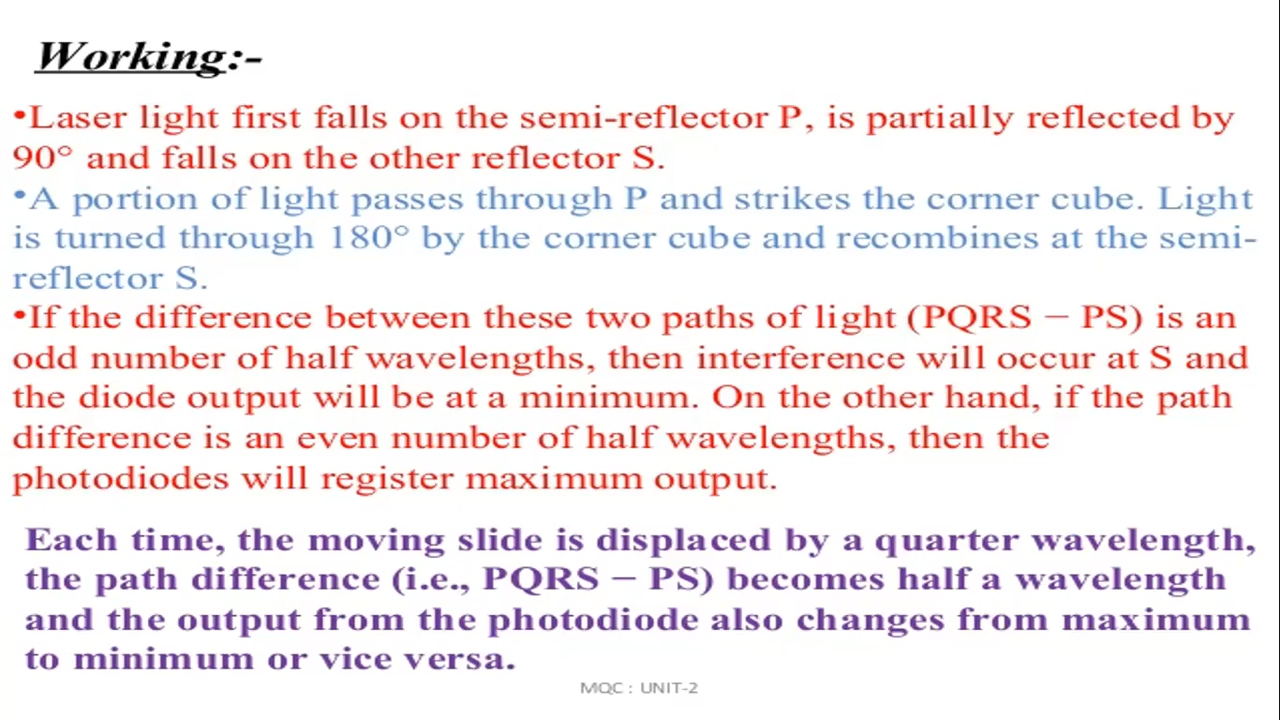 Working:-
•Laser light first falls on the semi-reflector P, is partially reflected by
90° and falls on the other reflector S.
•A portion of light passes through P and strikes the corner cube. Light
is turned through 180° by the corner cube and recombines at the semi-
reflector S.
•If the difference between these two paths of light (PQRS − PS) is an
odd number of half wavelengths, then interference will occur at S and
the diode output will be at a minimum. On the other hand, if the path
difference is an even number of half wavelengths, then the
photodiodes will register maximum output.
Each time, the moving slide is displaced by a quarter wavelength,
the path difference (i.e., PQRS − PS) becomes half a wavelength
and the output from the photodiode also changes from maximum
to minimum or vice versa.
MQC : UNIT-2